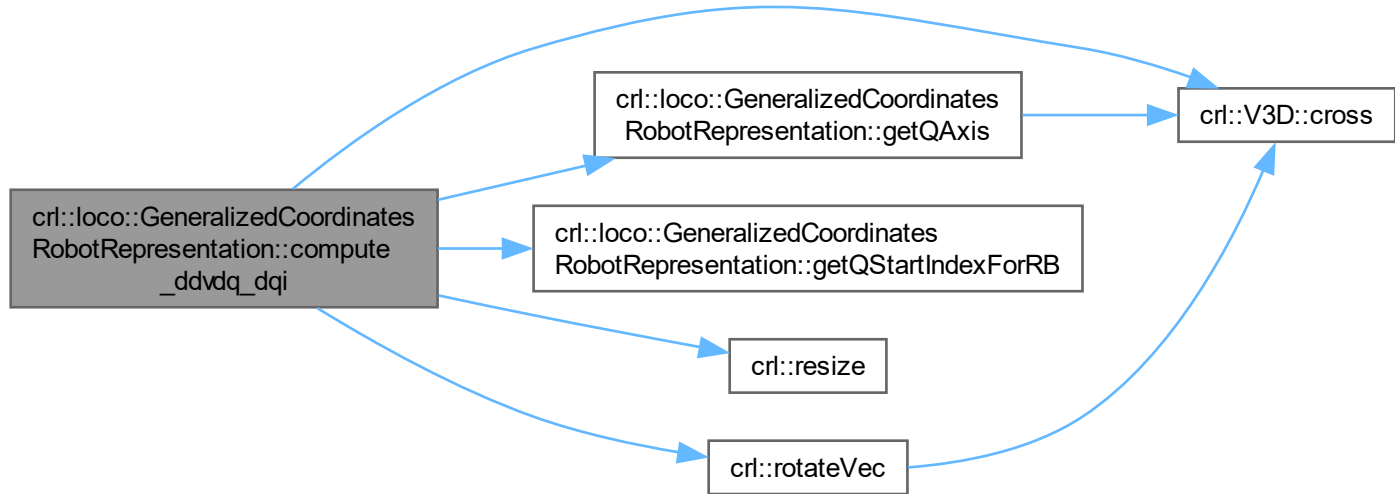 crl::loco::GeneralizedCoordinates
RobotRepresentation::compute
_ddvdq_dqi
crl::loco::GeneralizedCoordinates
RobotRepresentation::getQAxis
crl::V3D::cross
crl::loco::GeneralizedCoordinates
RobotRepresentation::getQStartIndexForRB
crl::resize
crl::rotateVec